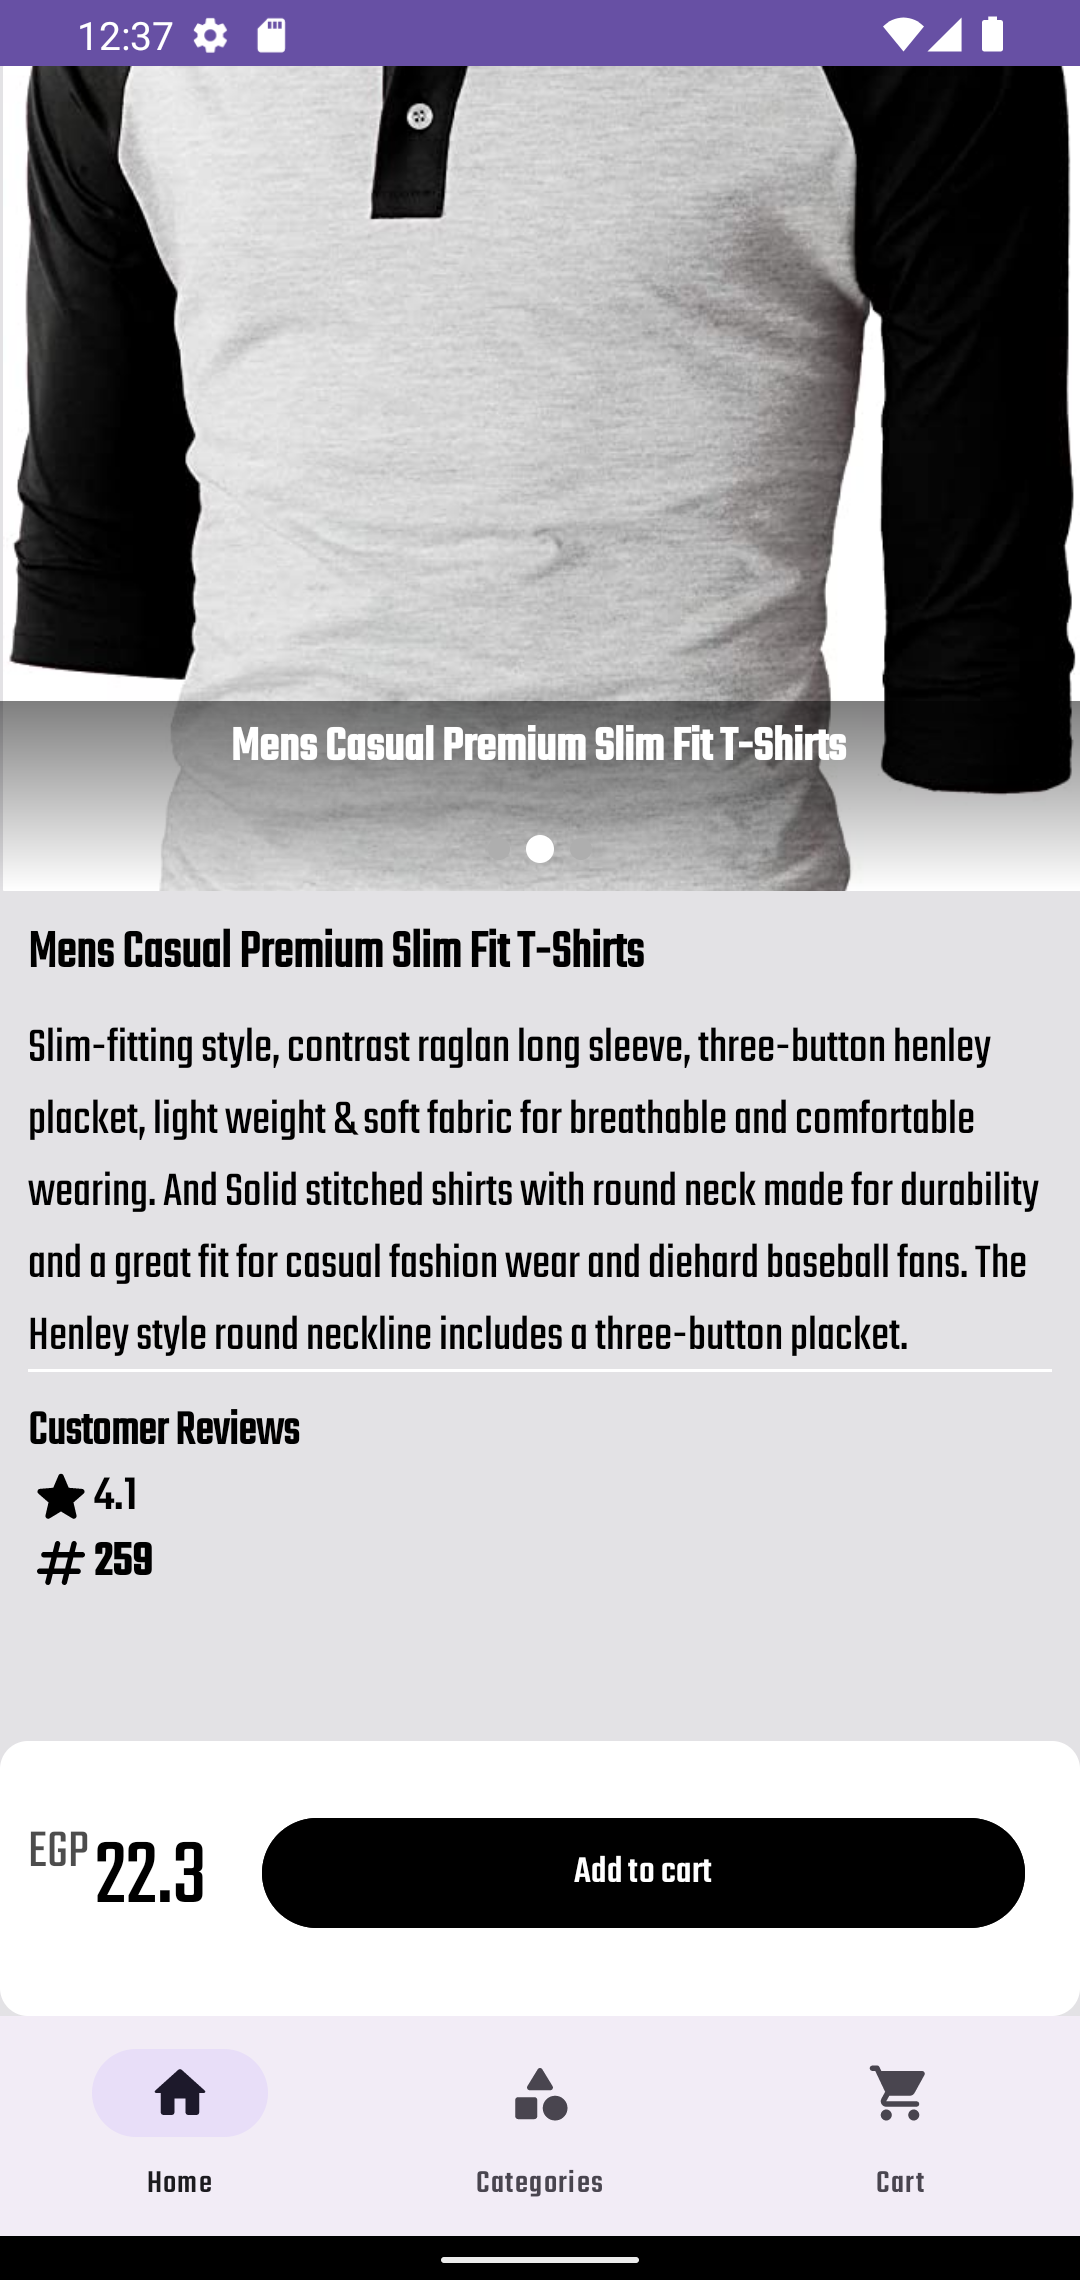 12:37
Mens Casual Premium Slim Fit T-Shirts
Mens Casual Premium Slim Fit T-Shirts
Slim-fitting style, contrast raglan long sleeve, three-button henley
placket, light weight & soft fabric for breathable and comfortable
wearing. And Solid stitched shirts with round neck made for durability
and a great fit for casual fashion wear and diehard baseball fans. The
Henley style round neckline includes a three-button placket.
Customer Reviews
4.1
# 259
EGP 22.3
Add to cart
Home
Categories
Cart